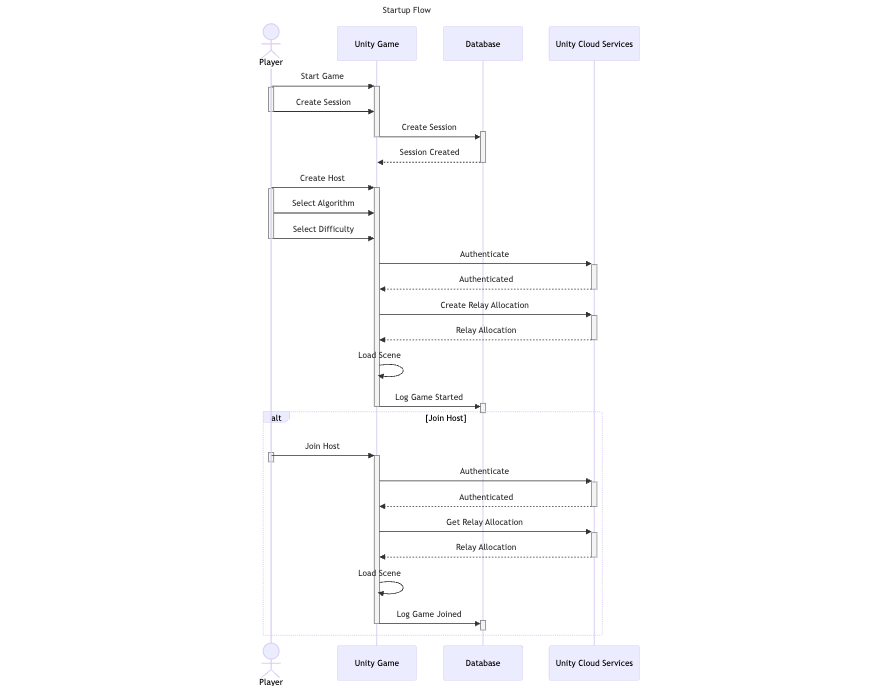 Startup Flow
Player
Unity Game
Database
Unity Cloud Services
Start Game
Create Session
Create Session
Session Created
Create Host
Select Algorithm
Select Difficulty
Authenticate
Authenticated
Create Relay Allocation
Relay Allocation
Load Scene
Log Game Started
alt
[Join Host]
Join Host
Authenticate
Authenticated
Get Relay Allocation
Relay Allocation
Load Scene
Log Game Joined
Player
Unity Game
Database
Unity Cloud Services